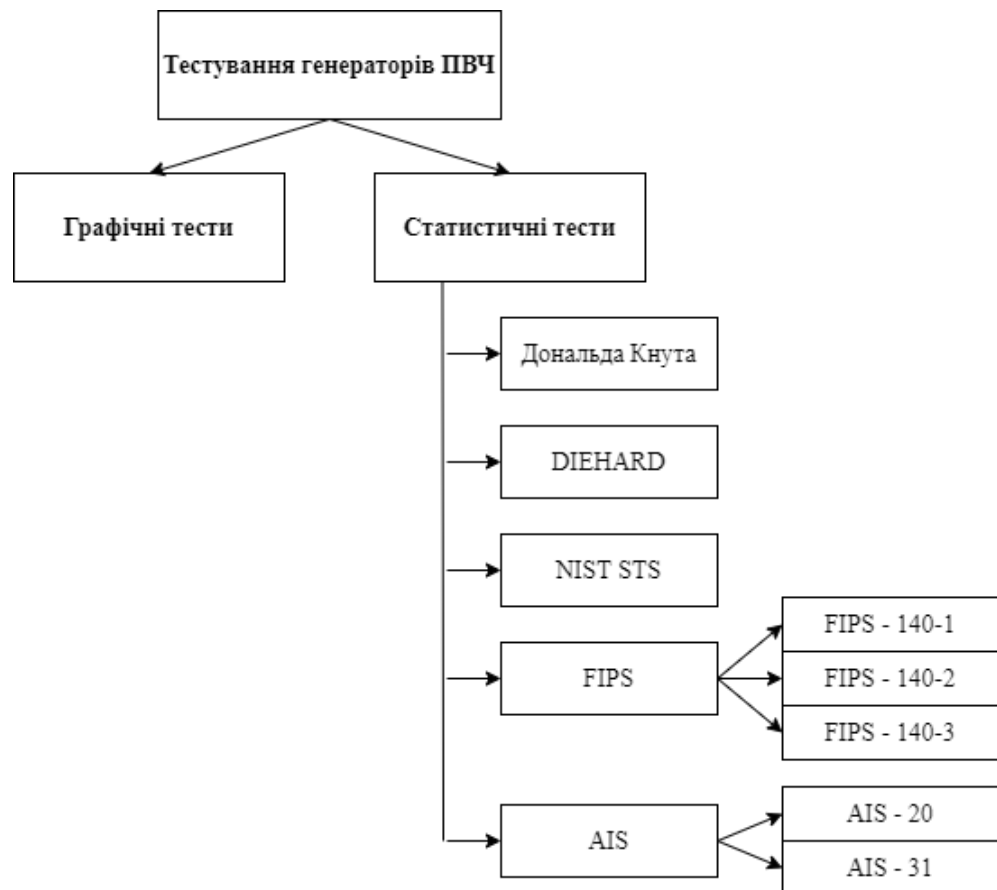 Тестування генераторів ПВЧ
Графічні тести
Статистичні тести
Дональда Кнута
DIEHARD
NIST STS
FIPS
FIPS - 140-1
FIPS - 140-2
FIPS - 140-3
AIS
AIS - 20
AIS - 31